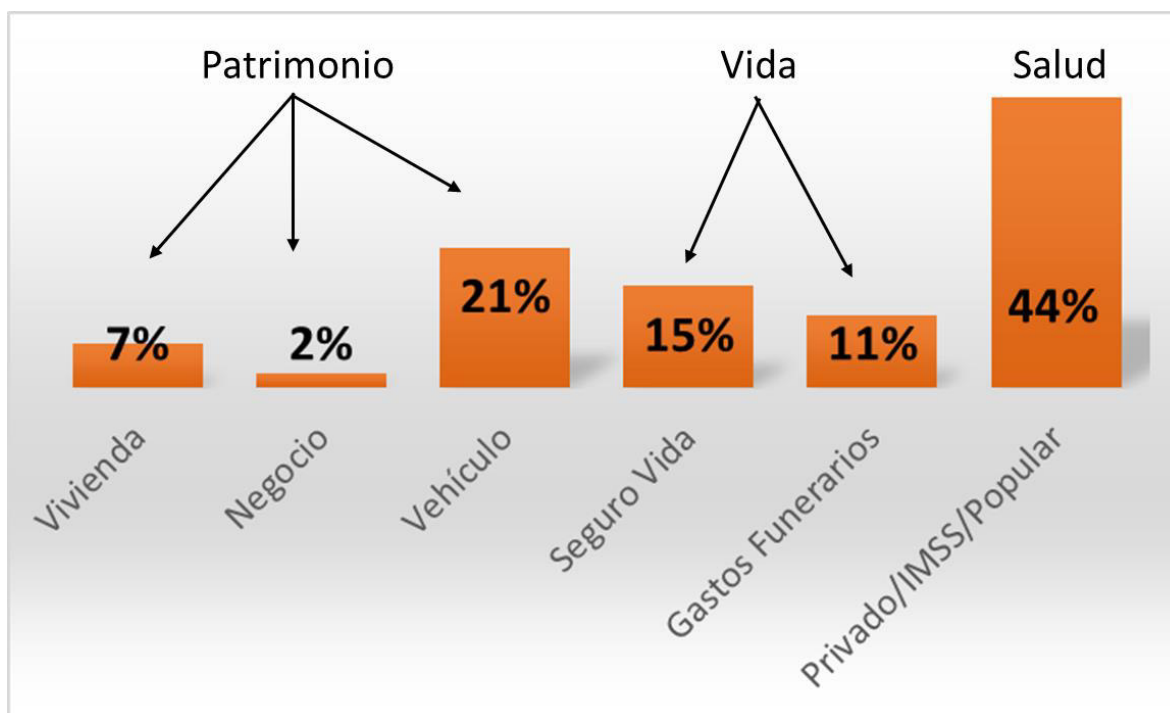 Patrimonio
Vida
Salud
7%
2%
21%
15%
11%
44%
Vivienda
Negocio
Vehículo
Seguro Vida
Gastos Funerarios
Privado/IMSS/Popular